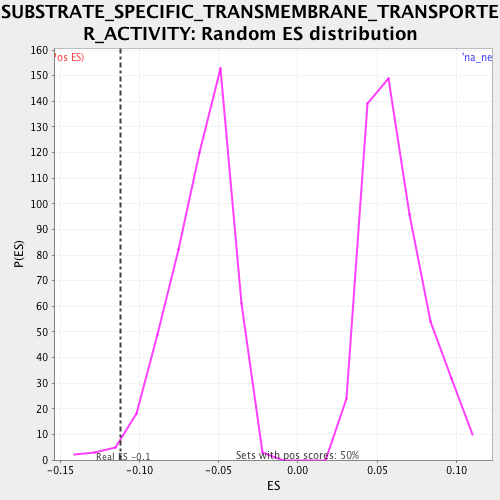 SUBSTRATE_SPECIFIC_TRANSMEMBRANE_TRANSPORTE
R_ACTIVITY: Random ES distribution
'os ES)
'na_ne
160
150
140
130
120
110
100
90
80
70
60
50
40
30
20
10
0
P(ES)
Real ES -0.1
Sets with pos scores: 50%
-0.15
-0.10
-0.05
0.00
0.05
0.10
ES